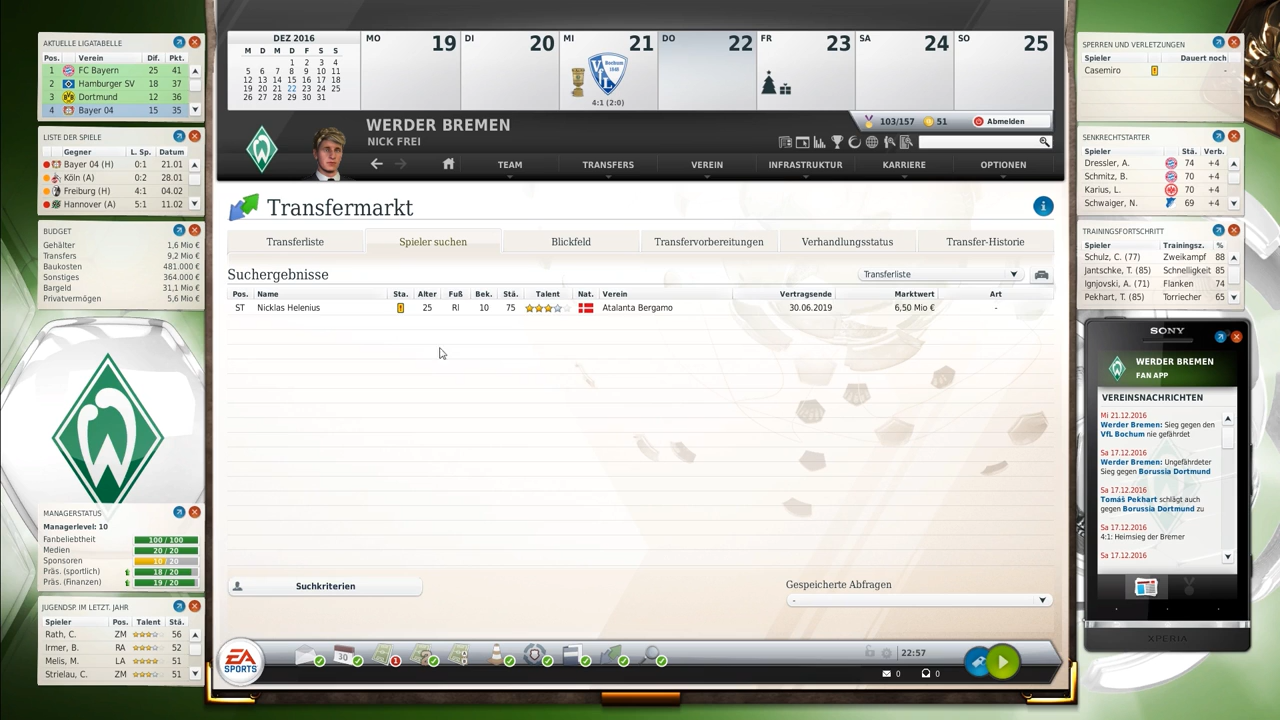 AKTUELLE LIGATABELLE
Pos. Verein Dif. Pkt.
1 FC Bayern 25 41
2 Hamburger SV 18 37
3 Dortmund 12 36
4 Bayer 04 15 35
LISTE DER SPIELE
Gegner L. Sp. Datum
Bayer 04 (H) 0:1 21.01
Köln (A) 0:2 28.01
Freiburg (H) 4:1 04.02
Hannover (A) 5:1 11.02
BUDGET
Gehälter 1,6 Mio €
Transfers 9,2 Mio €
Baukosten 481.000 €
Sonstiges 364.000 €
Bargeld 31,1 Mio €
Privatvermögen 5,6 Mio €
MANAGERSTATUS
Managerlevel: 10
Fanbeliebtheit 100 / 100
Medien 20 / 20
Sponsoren 10 / 20
Präs. (sportlich) 18 / 20
Präs. (Finanzen) 19 / 20
JUGENDSP. IM LETZT. JAHR
Spieler Pos. Talent Stä.
Rath, C. ZM 56
Irmer, B. RA 52
Melis, M. LA 51
Strielau, C. ZM 51
DEZ 2016
M D M D F S S
1 2 3 4
5 6 7 8 9 10 11
12 13 14 15 16 17 18
19 20 21 22 23 24 25
26 27 28 29 30 31
MO 19
DI 20
MI 21
VfL Bochum 1848
4:1 (2:0)
DO 22
FR 23
SA 24
SO 25
WERDER BREMEN
NICK FREI
103/157 51 Abmelden
TEAM TRANSFERS VEREIN INFRASTRUKTUR KARRIERE OPTIONEN
Transfermarkt
Transferliste Spieler suchen Blickfeld Transfervorbereitungen Verhandlungsstatus Transfer-Historie
Suchergebnisse Transferliste
Pos. Name Sta. Alter Fuß Bek. Stä. Talent Nat. Verein Vertragsende Marktwert Art
ST Nicklas Helenius 25 RI 10 75 Atalanta Bergamo 30.06.2019 6,50 Mio € -
Suchkriterien
Gespeicherte Abfragen
-
EA SPORTS
30
1
22:57
0 0
SPERREN UND VERLETZUNGEN
Spieler Dauert noch
Casemiro -
SENKRECHTSTARTER
Spieler Stä. Verb.
Dressler, A. 74 +4
Schmitz, B. 70 +4
Karius, L. 70 +4
Schwaiger, N. 69 +4
TRAININGSFORTSCHRITT
Spieler Trainingsz. %
Schulz, C. (77) Zweikampf 88
Jantschke, T. (85) Schnelligkeit 85
Ignjovski, A. (71) Flanken 74
Pekhart, T. (85) Torriecher 65
SONY
WERDER BREMEN
FAN APP
VEREINSNACHRICHTEN
Mi 21.12.2016
Werder Bremen: Sieg gegen den
VfL Bochum nie gefährdet
Sa 17.12.2016
Werder Bremen: Ungefährdeter
Sieg gegen Borussia Dortmund
Sa 17.12.2016
Tomáš Pekhart schlägt auch
gegen Borussia Dortmund zu
Sa 17.12.2016
4:1: Heimsieg der Bremer
Sa 17.12.2016
XPERIA